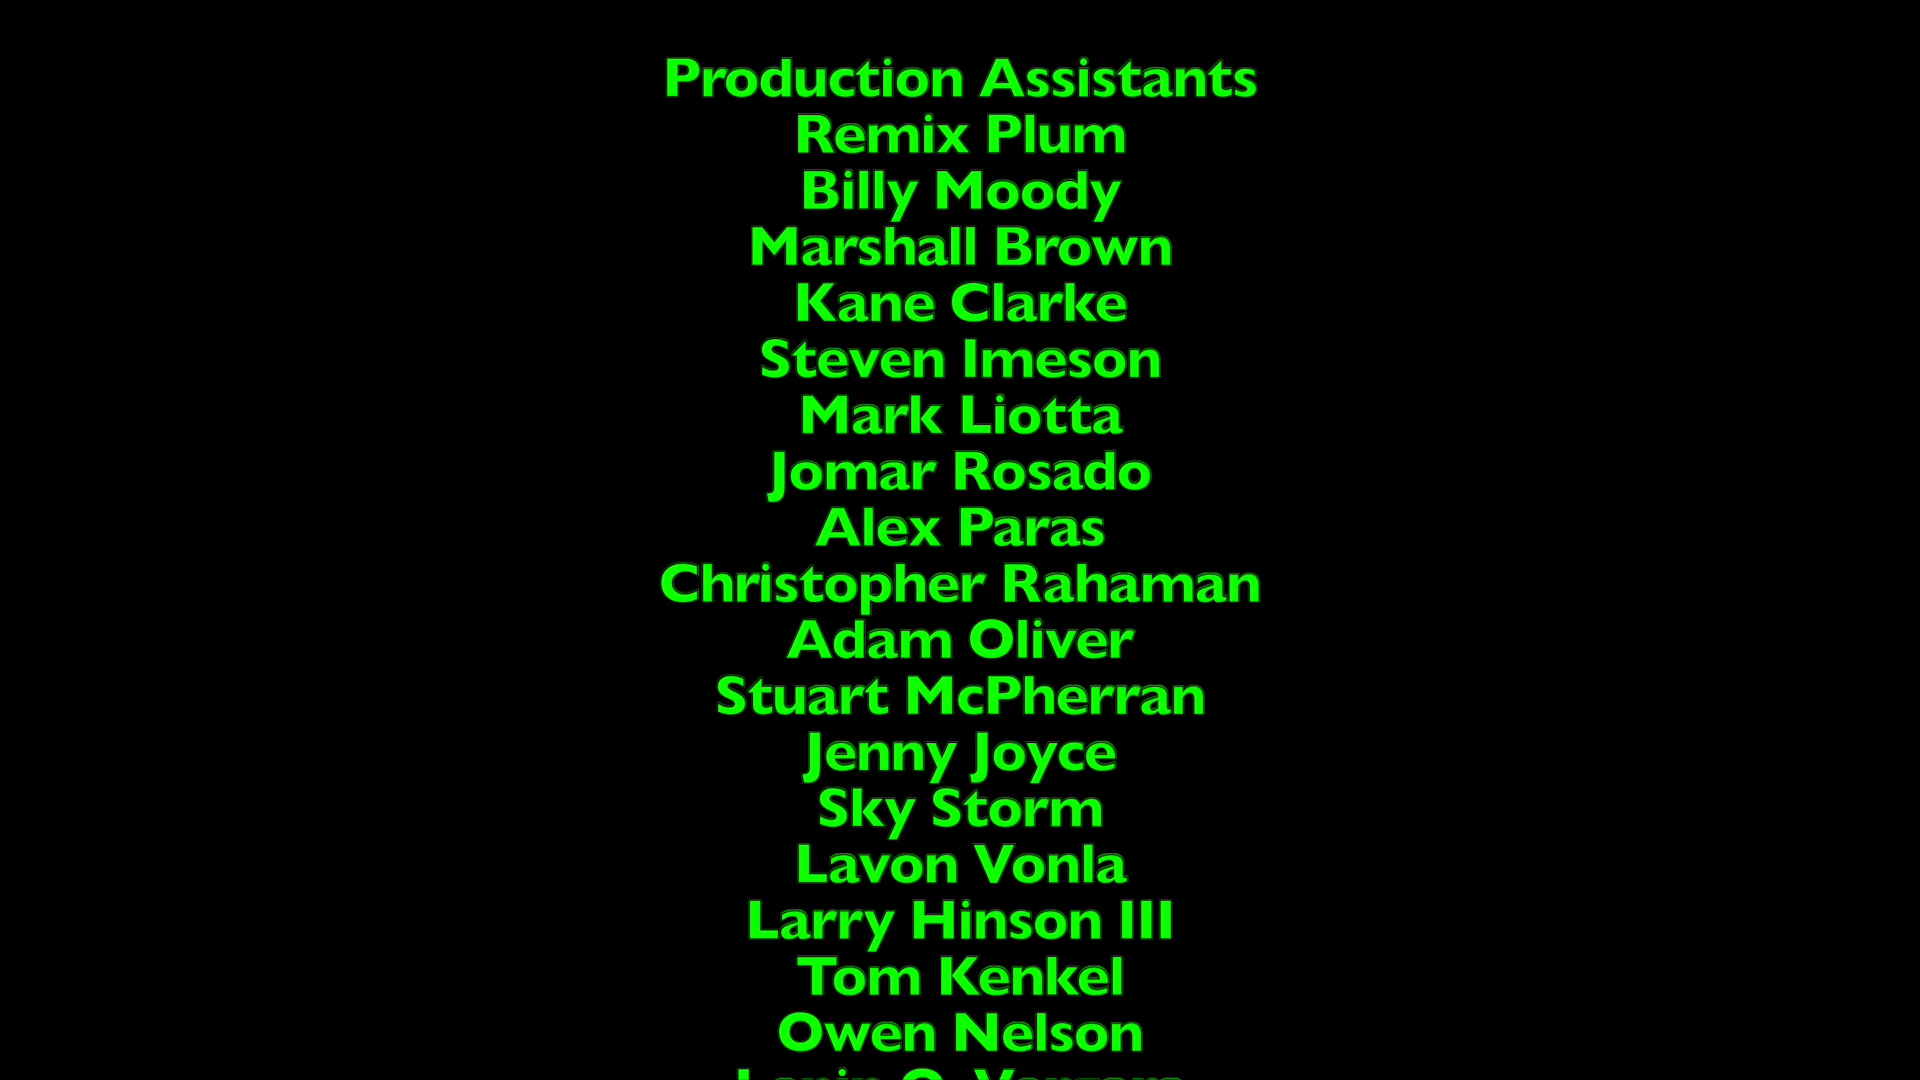 Production Assistants
Remix Plum
Billy Moody
Marshall Brown
Kane Clarke
Steven Imeson
Mark Liotta
Jomar Rosado
Alex Paras
Christopher Rahaman
Adam Oliver
Stuart McPherran
Jenny Joyce
Sky Storm
Lavon Vonla
Larry Hinson III
Tom Kenkel
Owen Nelson